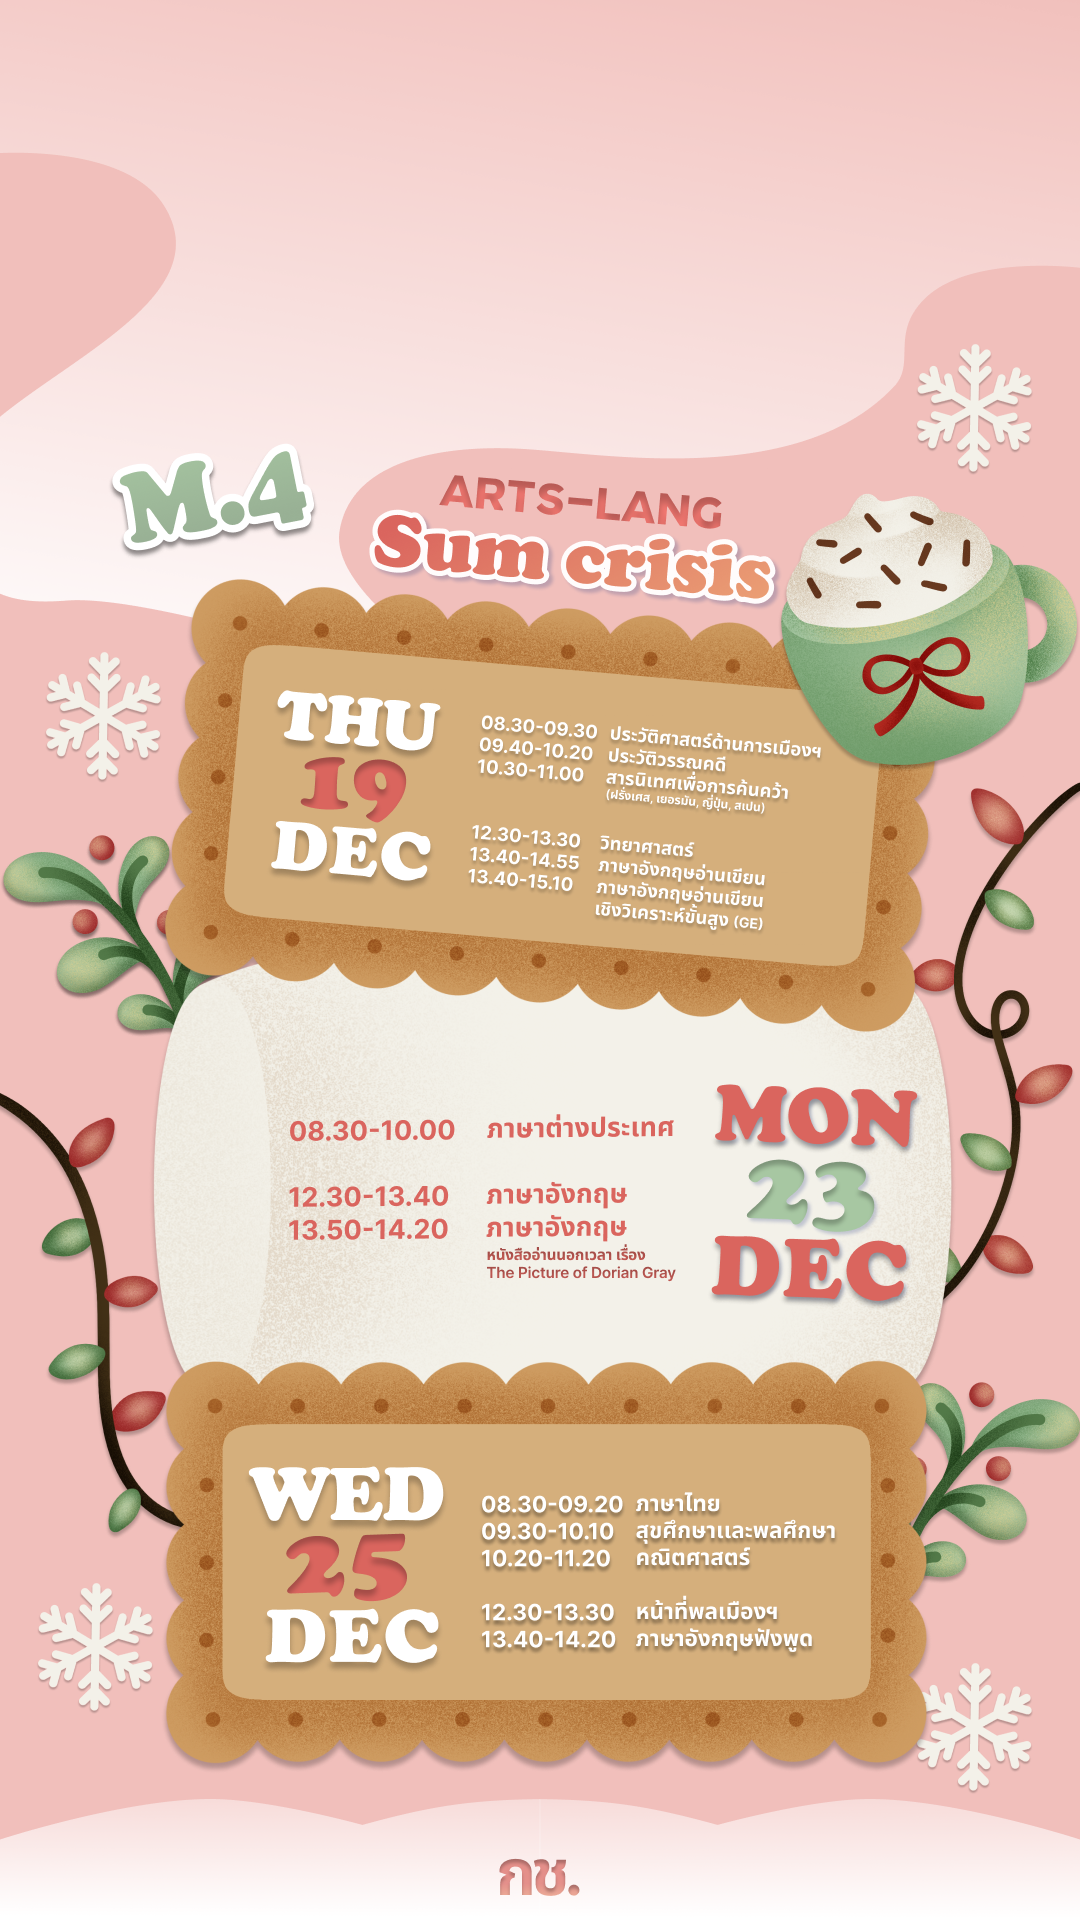 M.4
ARTS-LANG
Sum crisis
THU
19
DEC
08.30-09.30 ประวัติศาสตร์ด้านการเมืองฯ
09.40-10.20 ประวัติวรรณคดี
10.30-11.00 สารนิเทศเพื่อการค้นคว้า
(ฝรั่งเศส, เยอรมัน, ญี่ปุ่น, สเปน)
12.30-13.30 วิทยาศาสตร์
13.40-14.55 ภาษาอังกฤษอ่านเขียน
13.40-15.10 ภาษาอังกฤษอ่านเขียน
เชิงวิเคราะห์ขั้นสูง (GE)
08.30-10.00 ภาษาต่างประเทศ
12.30-13.40 ภาษาอังกฤษ
13.50-14.20 ภาษาอังกฤษ
หนังสืออ่านนอกเวลา เรื่อง
The Picture of Dorian Gray
MON
23
DEC
WED
25
DEC
08.30-09.20 ภาษาไทย
09.30-10.10 สุขศึกษาและพลศึกษา
10.20-11.20 คณิตศาสตร์
12.30-13.30 หน้าที่พลเมืองฯ
13.40-14.20 ภาษาอังกฤษฟังพูด
กช.